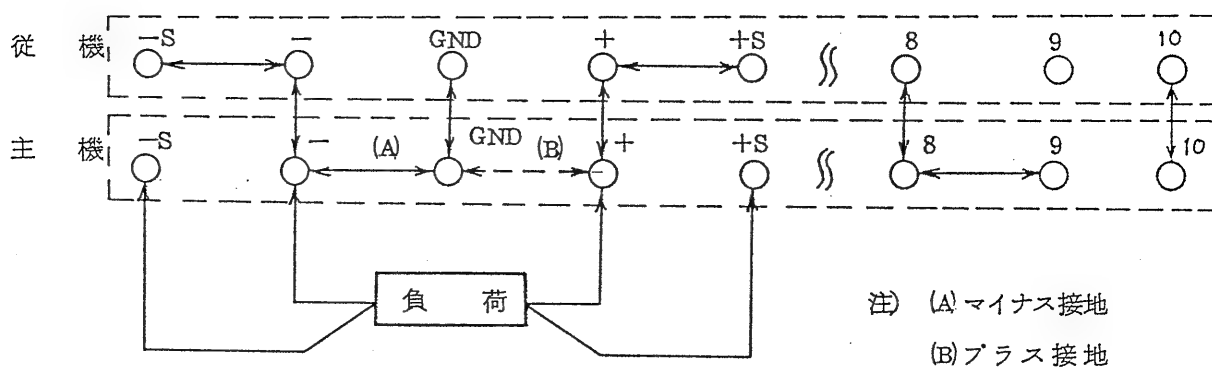 従機 −S − GND + +S 8 9 10
主機 −S − (A) GND (B) + +S 8 9 10
負荷
注) (A)マイナス接地
(B)プラス接地